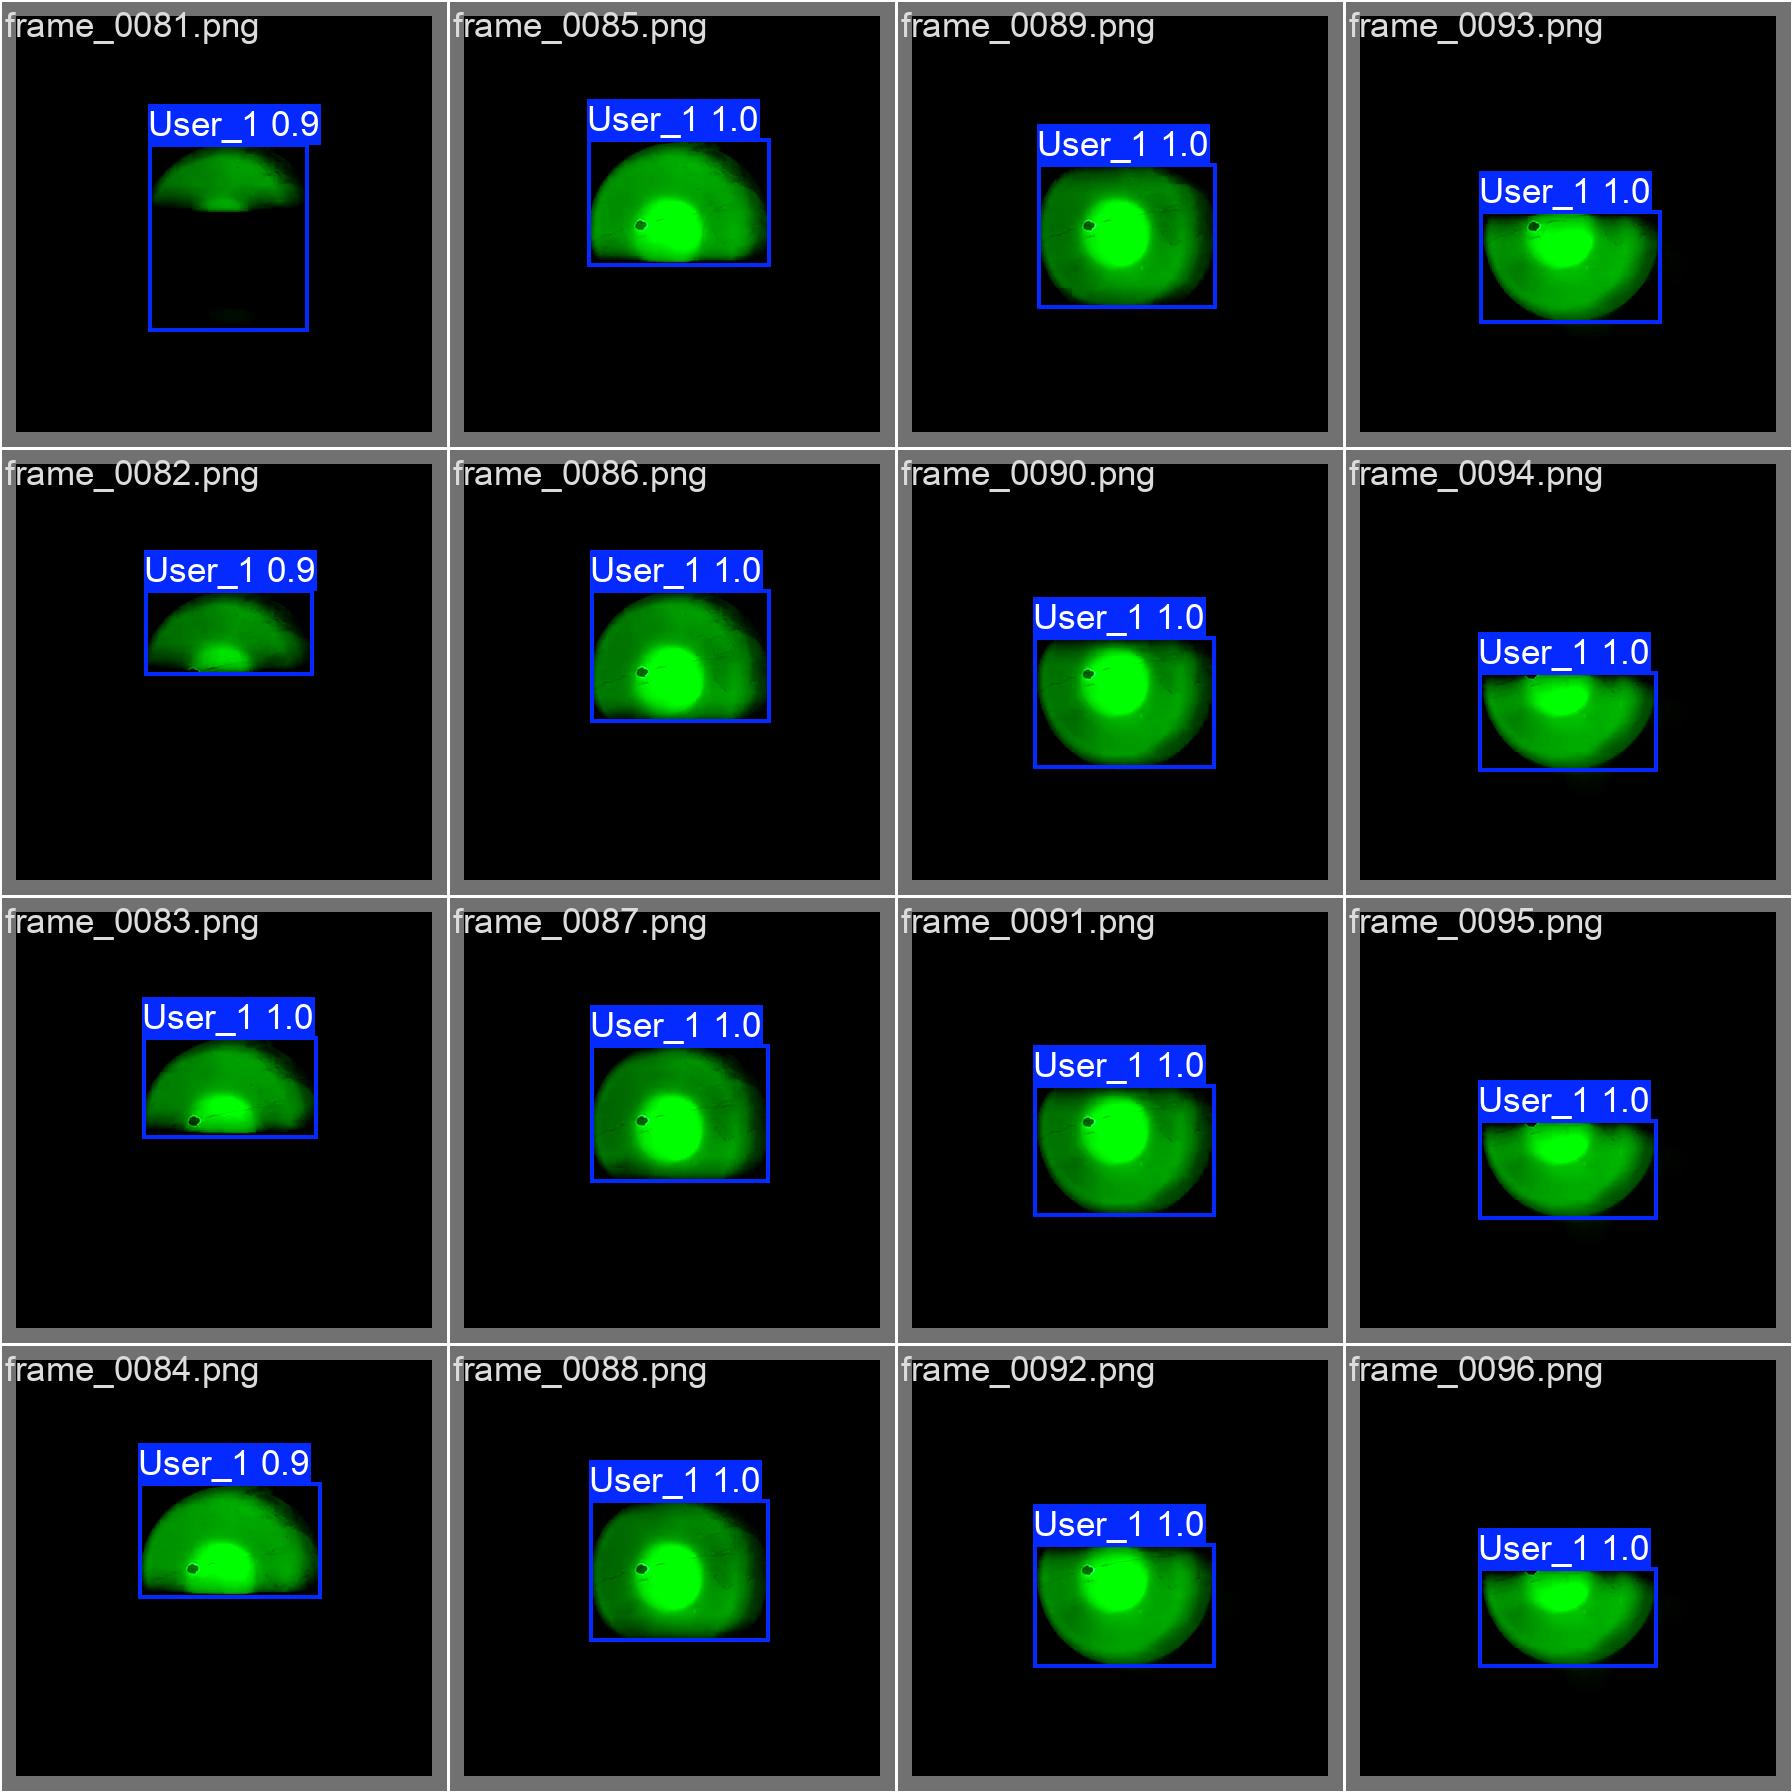 frame_0081.png
User_1 0.9
frame_0085.png
User_1 1.0
frame_0089.png
User_1 1.0
frame_0093.png
User_1 1.0
frame_0082.png
User_1 0.9
frame_0086.png
User_1 1.0
frame_0090.png
User_1 1.0
frame_0094.png
User_1 1.0
frame_0083.png
User_1 1.0
frame_0087.png
User_1 1.0
frame_0091.png
User_1 1.0
frame_0095.png
User_1 1.0
frame_0084.png
User_1 0.9
frame_0088.png
User_1 1.0
frame_0092.png
User_1 1.0
frame_0096.png
User_1 1.0